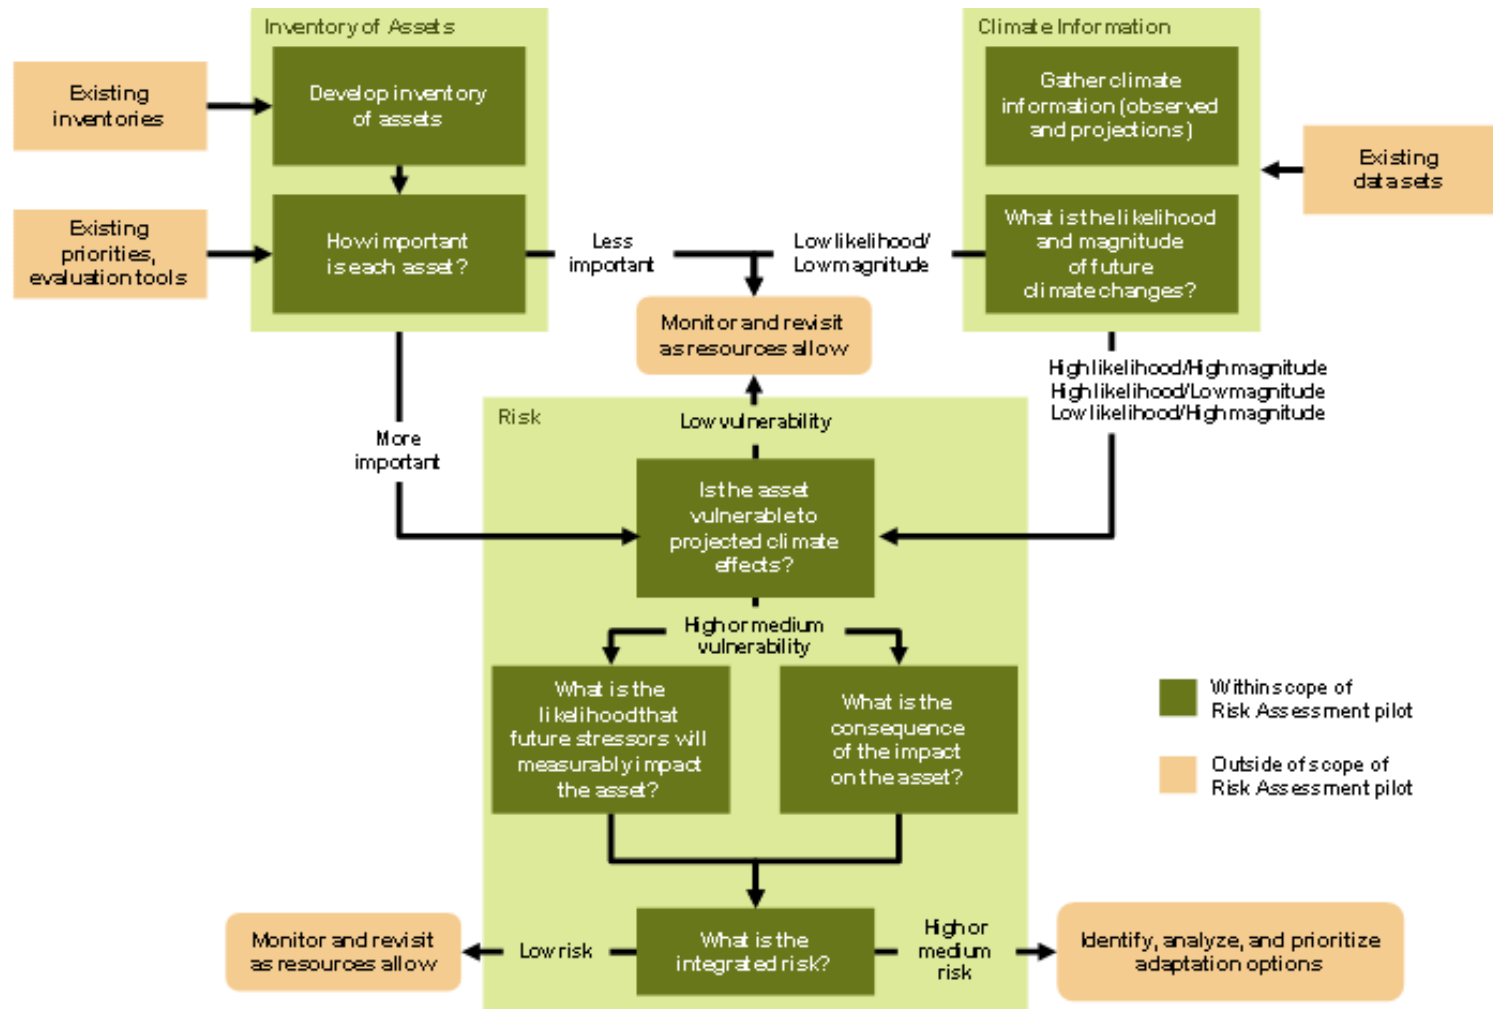 Inventory of Assets
Existing
inventories
Develop inventory
of assets
Existing
priorities,
evaluation tools
How important
is each asset?
Less
important
Low likelihood/
Low magnitude
Climate Information
Gather climate
information (observed
and projections)
Existing
data sets
What is the likelihood
and magnitude
of future
climate changes?
Monitor and revisit
as resources allow
High likelihood/High magnitude
High likelihood/Low magnitude
Low likelihood/High magnitude
More
important
Risk
Low vulnerability
Is the asset
vulnerable to
projected climate
effects?
High or medium
vulnerability
What is the
likelihood that
future stressors will
measurably impact
the asset?
What is the
consequence
of the impact
on the asset?
Within scope of
Risk Assessment pilot
Outside of scope of
Risk Assessment pilot
Monitor and revisit
as resources allow
Low risk
What is the
integrated risk?
High or
medium
risk
Identify, analyze, and prioritize
adaptation options